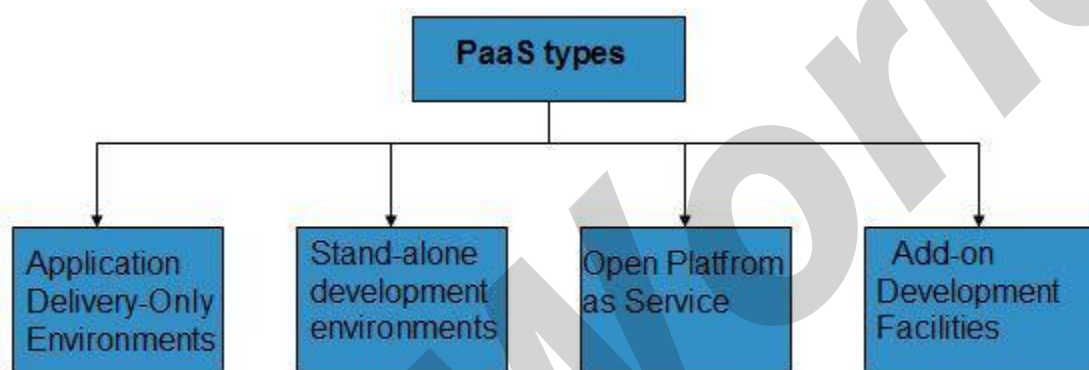 PaaS types
Application
Delivery-Only
Environments
Stand-alone
development
environments
Open Platfrom
as Service
Add-on
Development
Facilities